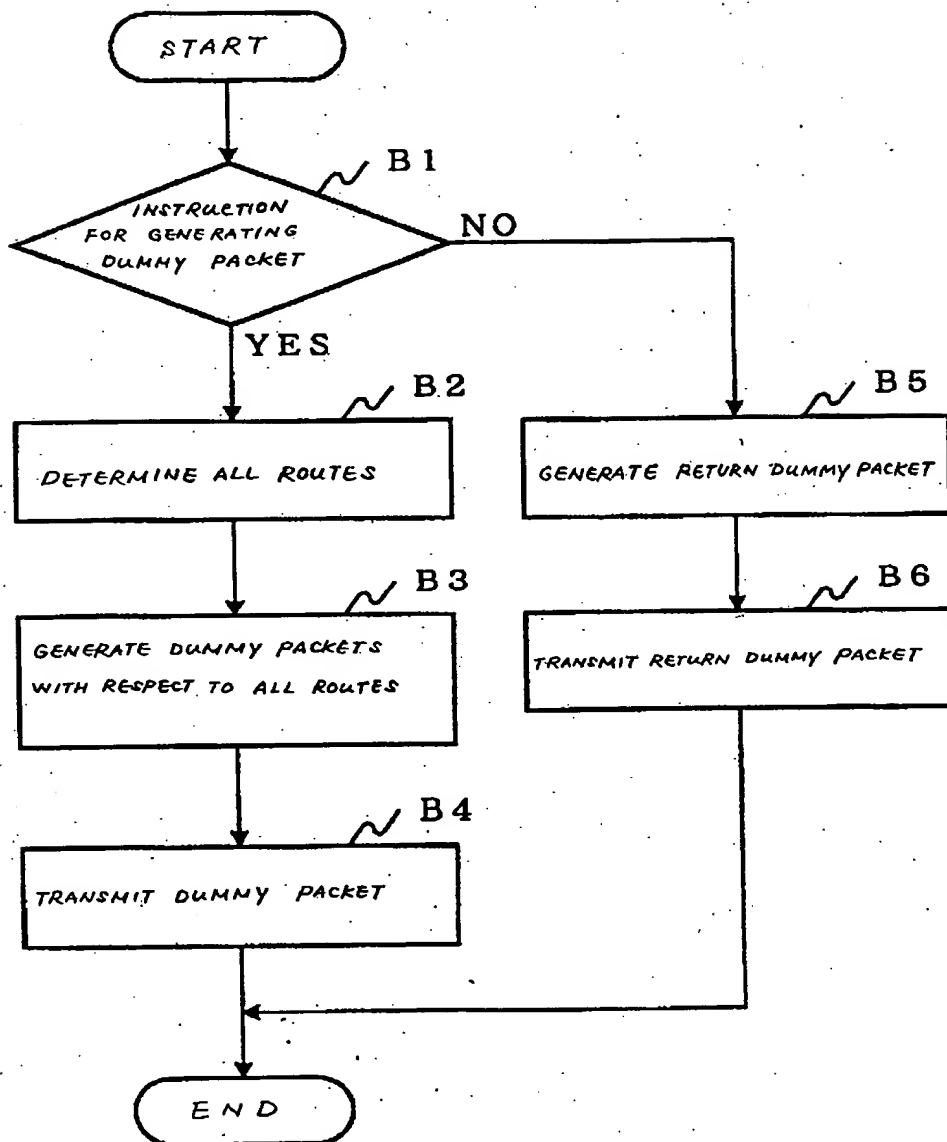 START
B1
INSTRUCTION
FOR GENERATING
DUMMY PACKET
NO
YES
B2
DETERMINE ALL ROUTES
B5
GENERATE RETURN DUMMY PACKET
B3
GENERATE DUMMY PACKETS
WITH RESPECT TO ALL ROUTES
B6
TRANSMIT RETURN DUMMY PACKET
B4
TRANSMIT DUMMY PACKET
END